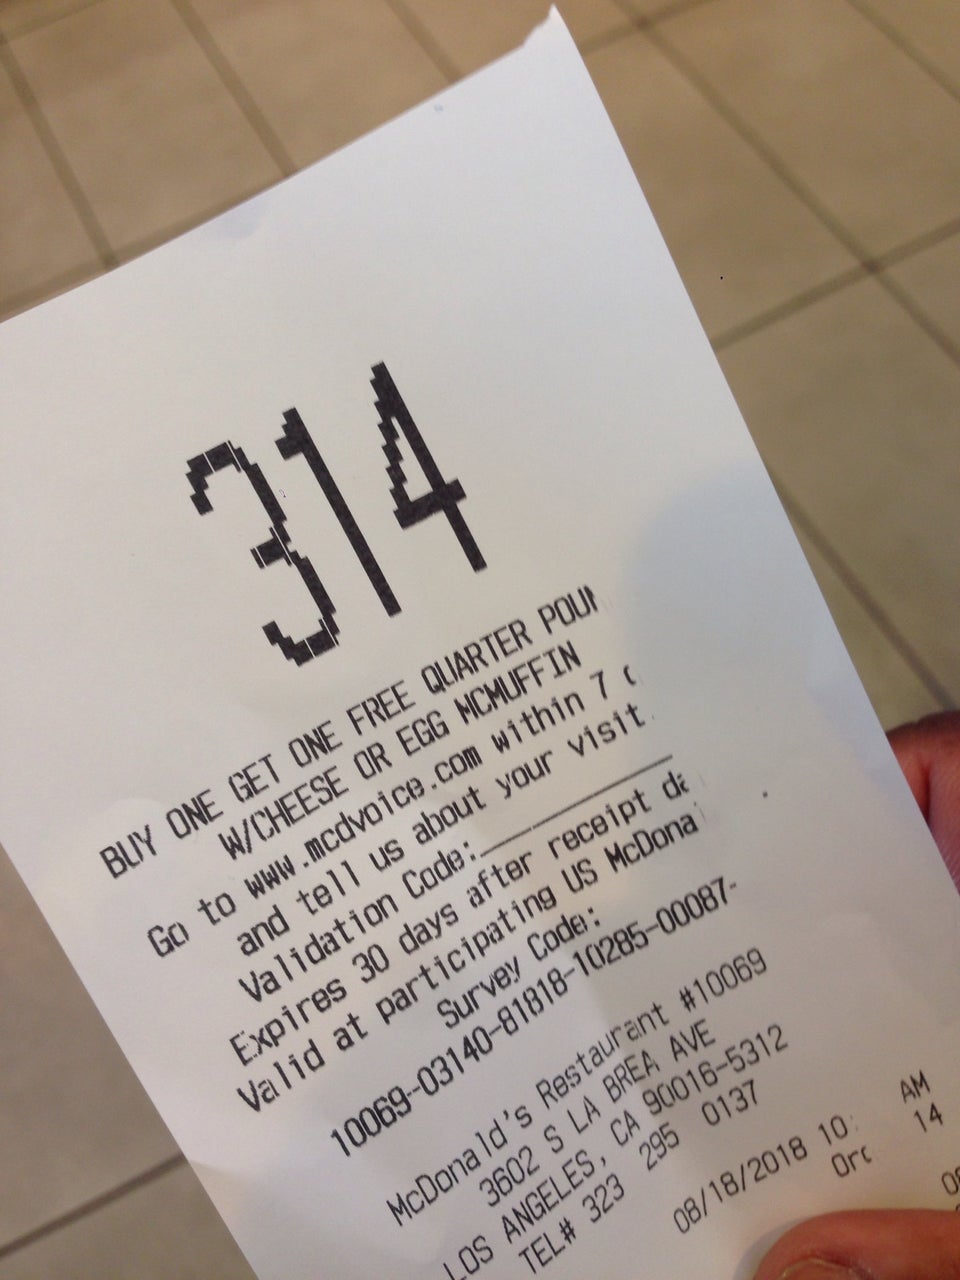 314
BUY ONE GET ONE FREE QUARTER
W/CHEESE OR EGG MCMUFFIN
Go to www.mcdvoice.com within 7
and tell us about your visit
Validation Code:
Expires 30 days after receipt
Valid at participating US
Survey Code:
10069-03140-81818-10285-00087-
McDonald's Restaurant #10069
3602 S LA BREA AVE
LOS ANGELES, CA 90016-5312
TEL# 323 295 0137
08/18/2018 10: AM
14